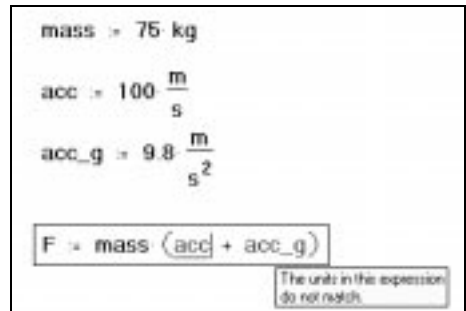 mass := 75·kg
acc := 100·m/s
acc_g := 9.8·m/s²
F := mass·(acc + acc_g)
The units in this expression
do not match.